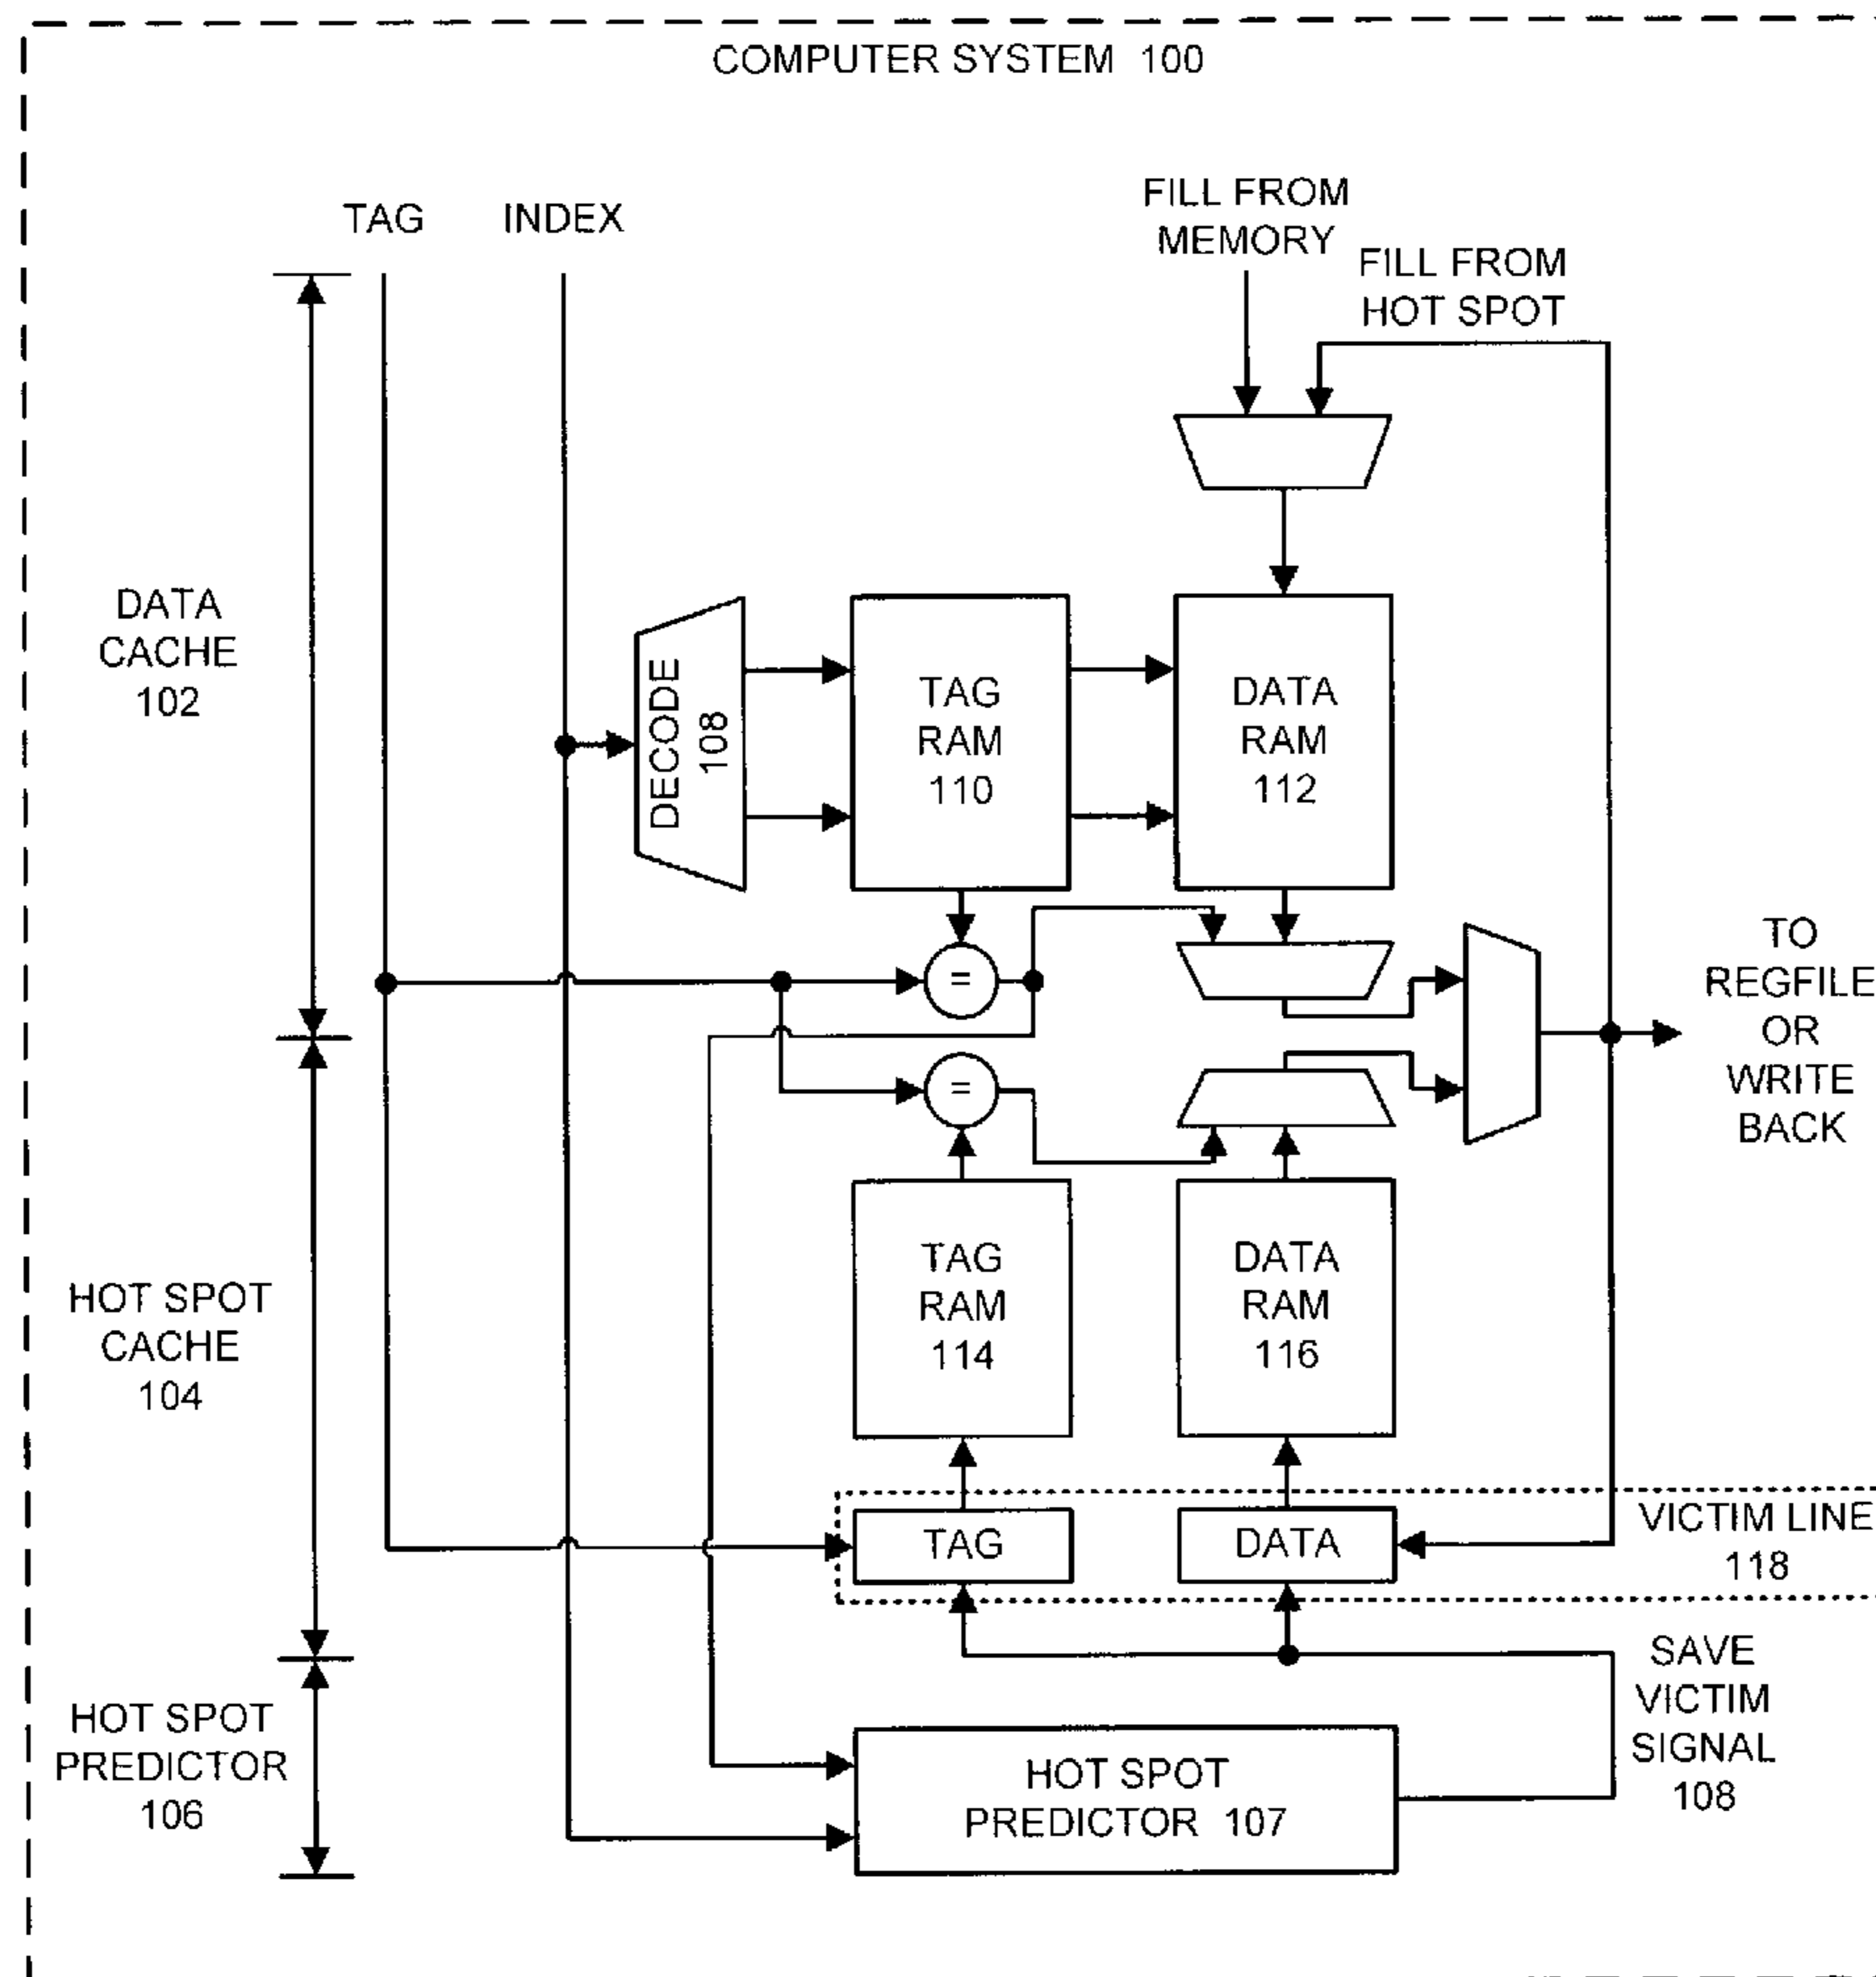 COMPUTER SYSTEM 100
TAG
INDEX
FILL FROM
MEMORY
FILL FROM
HOT SPOT
DATA
CACHE
102
DECODE
108
TAG
RAM
110
DATA
RAM
112
=
=
TO
REGFILE
OR
WRITE
BACK
HOT SPOT
CACHE
104
TAG
RAM
114
DATA
RAM
116
TAG
DATA
VICTIM LINE
118
SAVE
VICTIM
SIGNAL
108
HOT SPOT
PREDICTOR
106
HOT SPOT
PREDICTOR 107